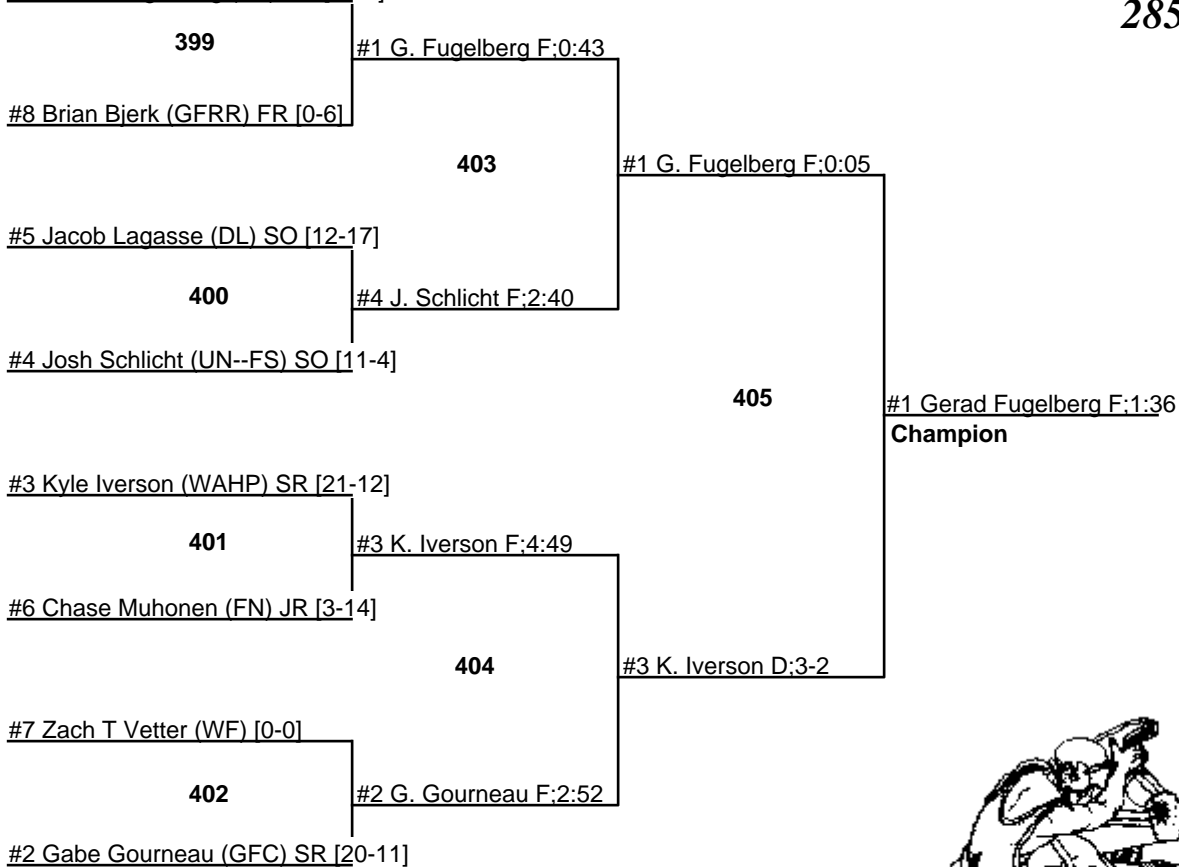 285
399
#1 G. Fugelberg F;0:43
#8 Brian Bjerk (GFRR) FR [0-6]
403
#1 G. Fugelberg F;0:05
#5 Jacob Lagasse (DL) SO [12-17]
400
#4 J. Schlicht F;2:40
#4 Josh Schlicht (UN--FS) SO [11-4]
405
#1 Gerad Fugelberg F;1:36
Champion
#3 Kyle Iverson (WAHP) SR [21-12]
401
#3 K. Iverson F;4:49
#6 Chase Muhonen (FN) JR [3-14]
404
#3 K. Iverson D;3-2
#7 Zach T Vetter (WF) [0-0]
402
#2 G. Gourneau F;2:52
#2 Gabe Gourneau (GFC) SR [20-11]